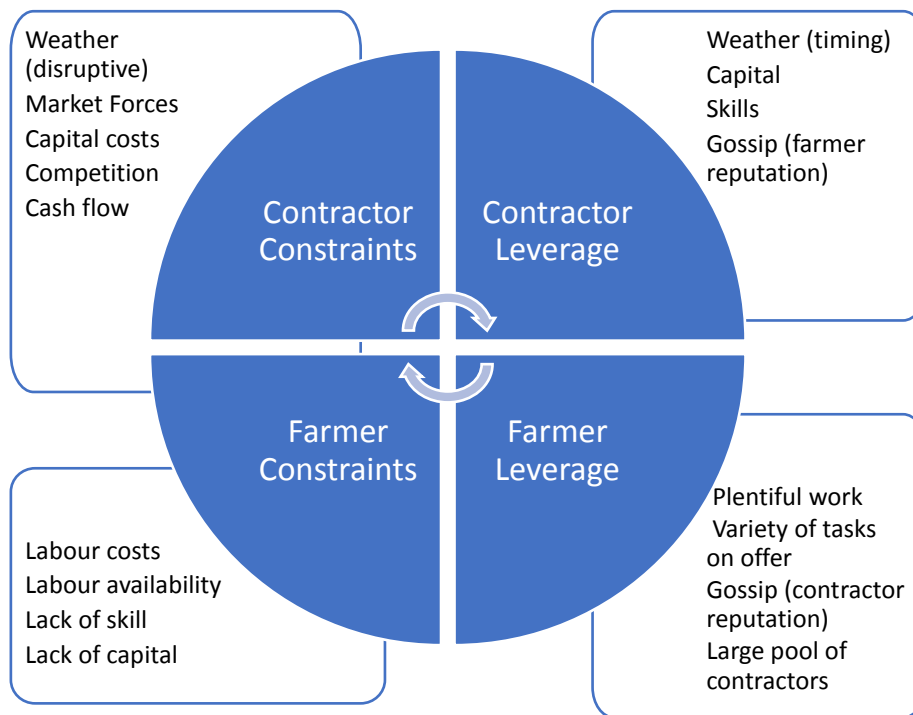 Weather
(disruptive)
Market Forces
Capital costs
Competition
Cash flow
Contractor
Constraints
Contractor
Leverage
Weather (timing)
Capital
Skills
Gossip (farmer
reputation)
Farmer
Constraints
Farmer
Leverage
Labour costs
Labour availability
Lack of skill
Lack of capital
Plentiful work
Variety of tasks
on offer
Gossip (contractor
reputation)
Large pool of
contractors